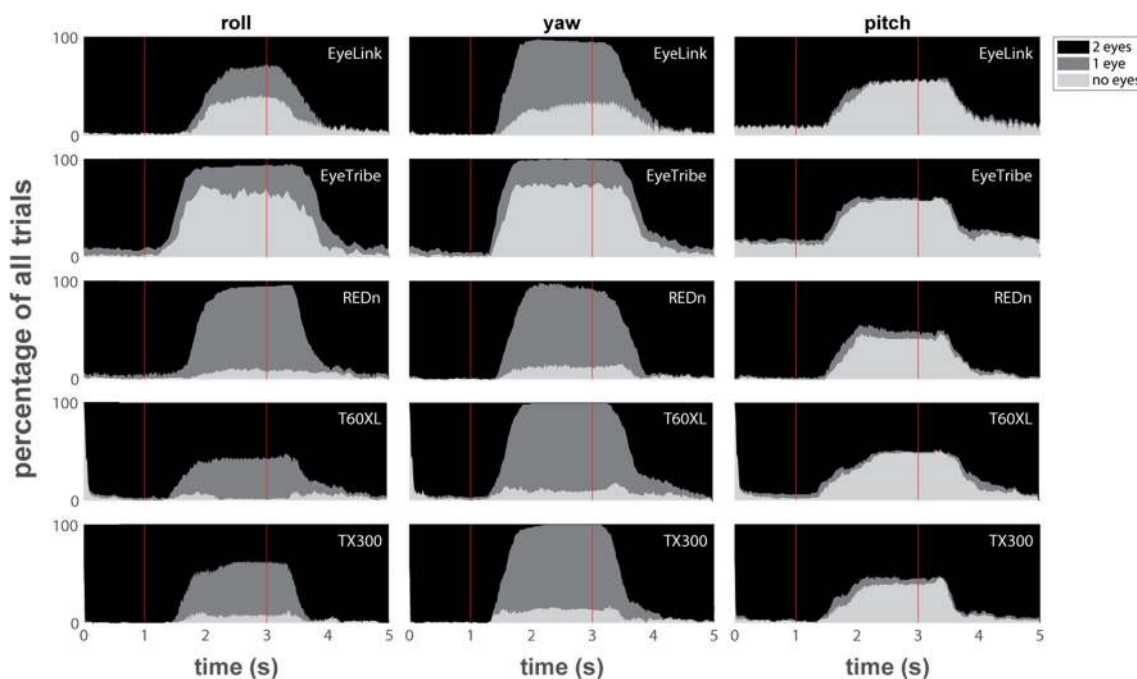 roll yaw pitch
2 eyes
1 eye
no eyes
percentage of all trials
100 EyeLink EyeLink EyeLink
0
100 EyeTribe EyeTribe EyeTribe
0
100 REDn REDn REDn
0
100 T60XL T60XL T60XL
0
100 TX300 TX300 TX300
0
0 1 2 3 4 5 0 1 2 3 4 5 0 1 2 3 4 5
time (s) time (s) time (s)